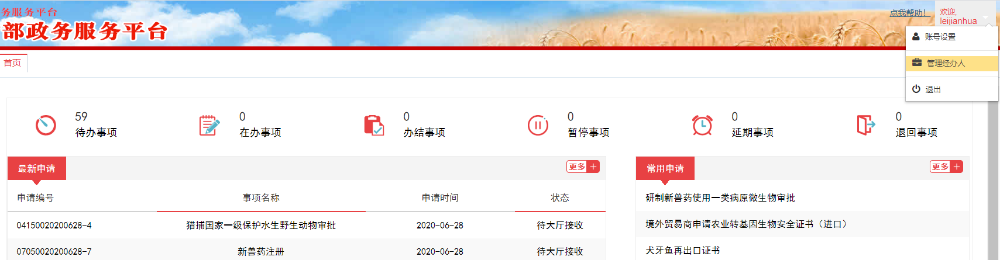 务服务平台
部政务服务平台
点我帮助！
欢迎,
leijianhua
账号设置
管理经办人
退出
首页
59
待办事项
0
在办事项
0
办结事项
0
暂停事项
0
延期事项
0
退回事项
最新申请
更多
申请编号 事项名称 申请时间 状态
04150020200628-4 猎捕国家一级保护水生野生动物审批 2020-06-28 待大厅接收
07050020200628-7 新兽药注册 2020-06-28 待大厅接收
常用申请
更多
研制新兽药使用一类病原微生物审批
境外贸易商申请农业转基因生物安全证书（进口）
犬牙鱼再出口证书